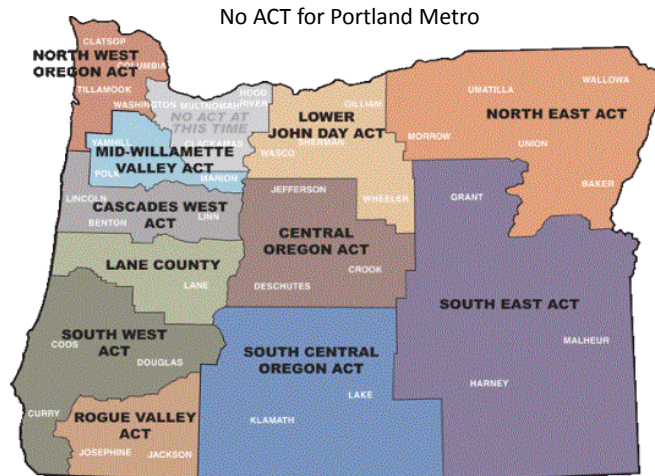 No ACT for Portland Metro
CLATSOP
COLUMBIA
NORTH WEST
OREGON ACT
TILLAMOOK
WASHINGTON
MULTNOMAH
HOOD
RIVER
NO ACT AT
THIS TIME
CLACKAMAS
GILLIAM
LOWER
JOHN DAY ACT
SHERMAN
WASCO
WALLOWA
UMATILLA
NORTH EAST ACT
MORROW
UNION
BAKER
YAMHILL
MID-WILLAMETTE
VALLEY ACT
POLK
MARION
JEFFERSON
WHEELER
GRANT
LINCOLN
CASCADES WEST
ACT
BENTON
LINN
CENTRAL
OREGON ACT
CROOK
DESCHUTES
LANE COUNTY
LANE
SOUTH EAST ACT
MALHEUR
HARNEY
SOUTH WEST
ACT
COOS
DOUGLAS
SOUTH CENTRAL
OREGON ACT
LAKE
KLAMATH
CURRY
ROGUE VALLEY
ACT
JOSEPHINE
JACKSON